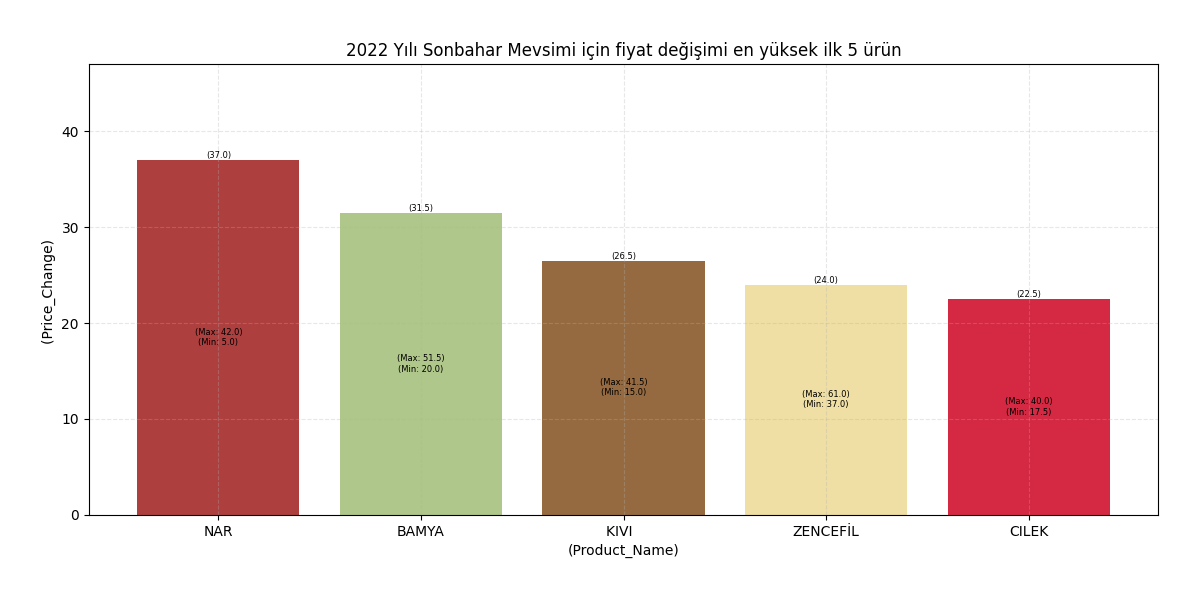 2022 Yılı Sonbahar Mevsimi için fiyat değişimi en yüksek ilk 5 ürün
(Price_Change)
40
30
20
10
0
(37.0)
(Max: 42.0)
(Min: 5.0)
(31.5)
(Max: 51.5)
(Min: 20.0)
(26.5)
(Max: 41.5)
(Min: 15.0)
(24.0)
(Max: 61.0)
(Min: 37.0)
(22.5)
(Max: 40.0)
(Min: 17.5)
NAR BAMYA KIVI ZENCEFİL CILEK
(Product_Name)